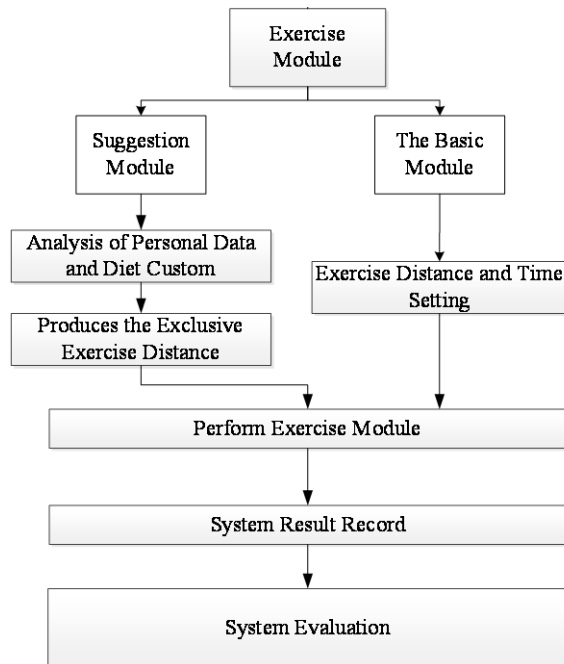 Exercise
Module
Suggestion
Module
The Basic
Module
Analysis of Personal Data
and Diet Custom
Exercise Distance and Time
Setting
Produces the Exclusive
Exercise Distance
Perform Exercise Module
System Result Record
System Evaluation